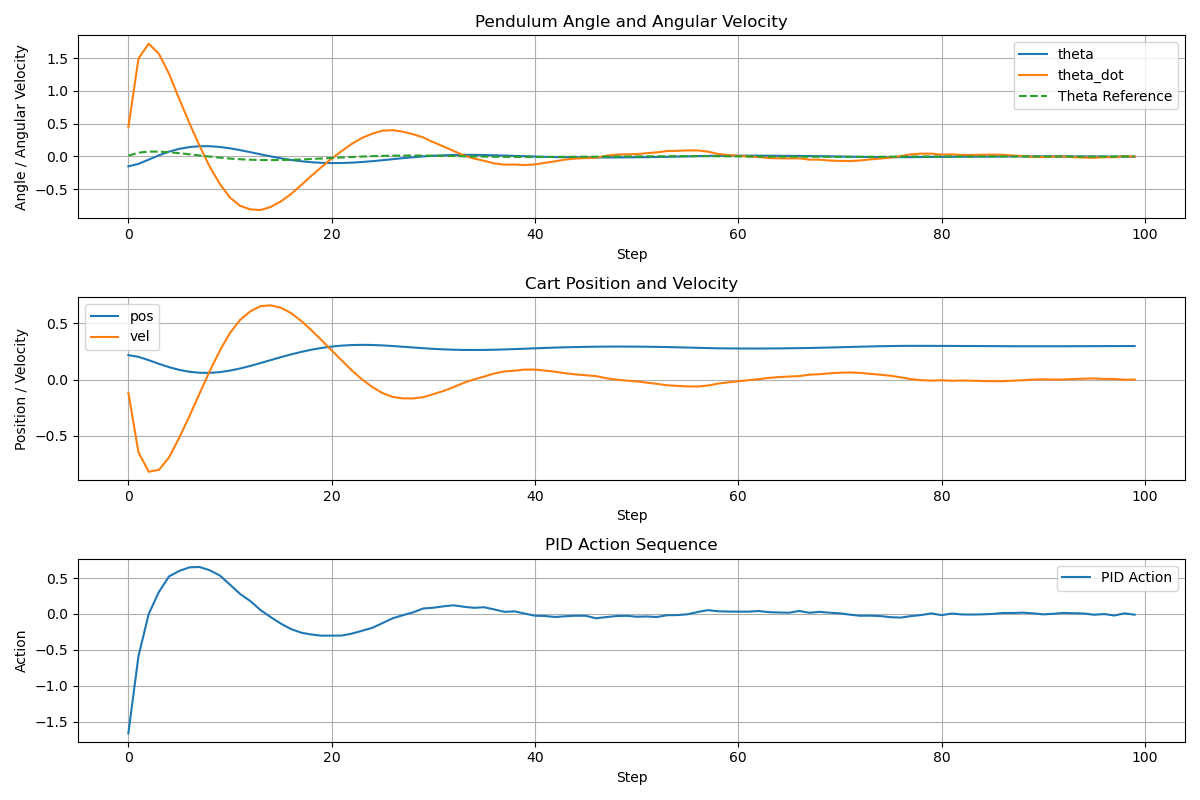 Pendulum Angle and Angular Velocity
Angle / Angular Velocity
1.5
1.0
0.5
0.0
−0.5
theta
theta_dot
Theta Reference
0 20 40 60 80 100
Step
Cart Position and Velocity
Position / Velocity
0.5
0.0
−0.5
pos
vel
0 20 40 60 80 100
Step
PID Action Sequence
Action
0.5
0.0
−0.5
−1.0
−1.5
PID Action
0 20 40 60 80 100
Step